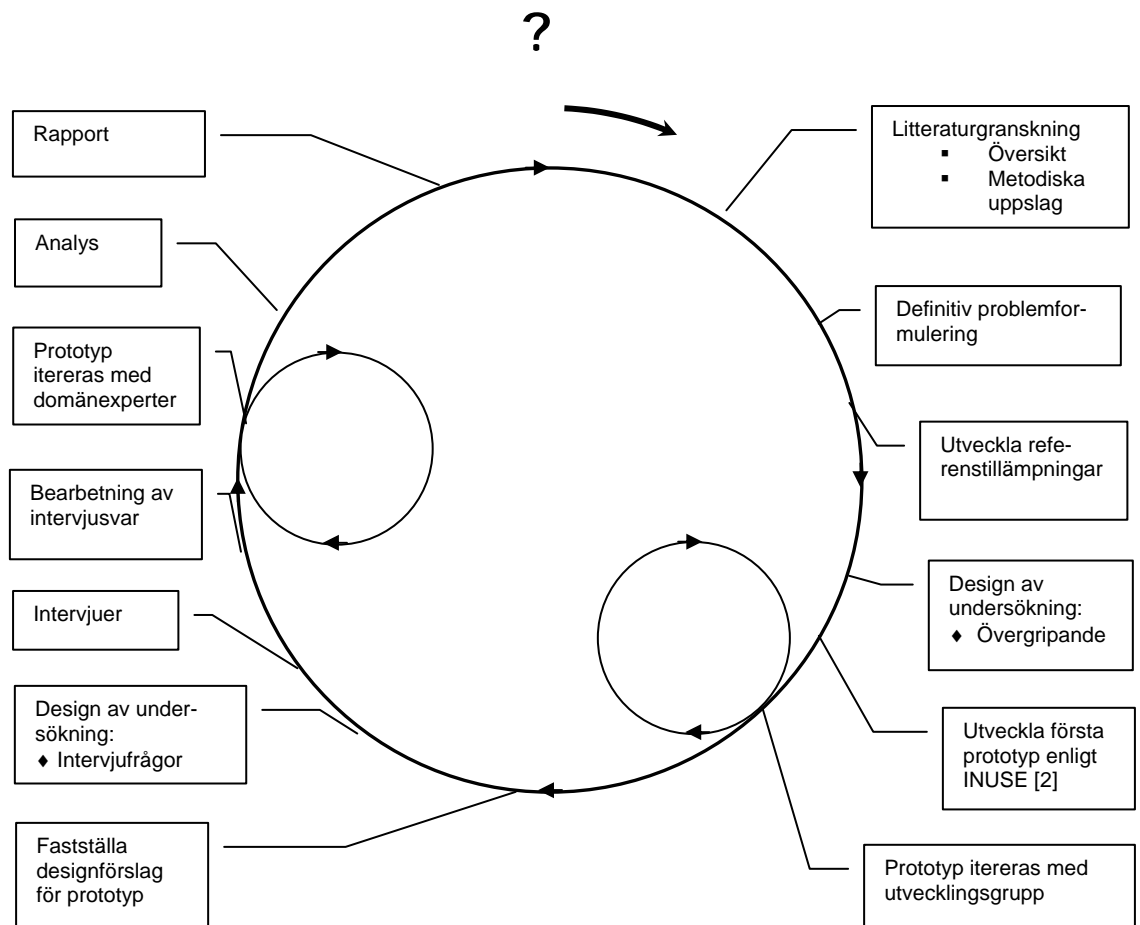 ?
Litteraturgranskning
▪ Översikt
▪ Metodiska
uppslag
Definitiv problemfor-
mulering
Utveckla refe-
renstillämpningar
Design av
undersökning:
♦ Övergripande
Utveckla första
prototyp enligt
INUSE [2]
Prototyp itereras med
utvecklingsgrupp
Fastställa
designförslag
för prototyp
Design av under-
sökning:
♦ Intervjufrågor
Intervjuer
Bearbetning av
intervjusvar
Prototyp
itereras med
domänexperter
Analys
Rapport